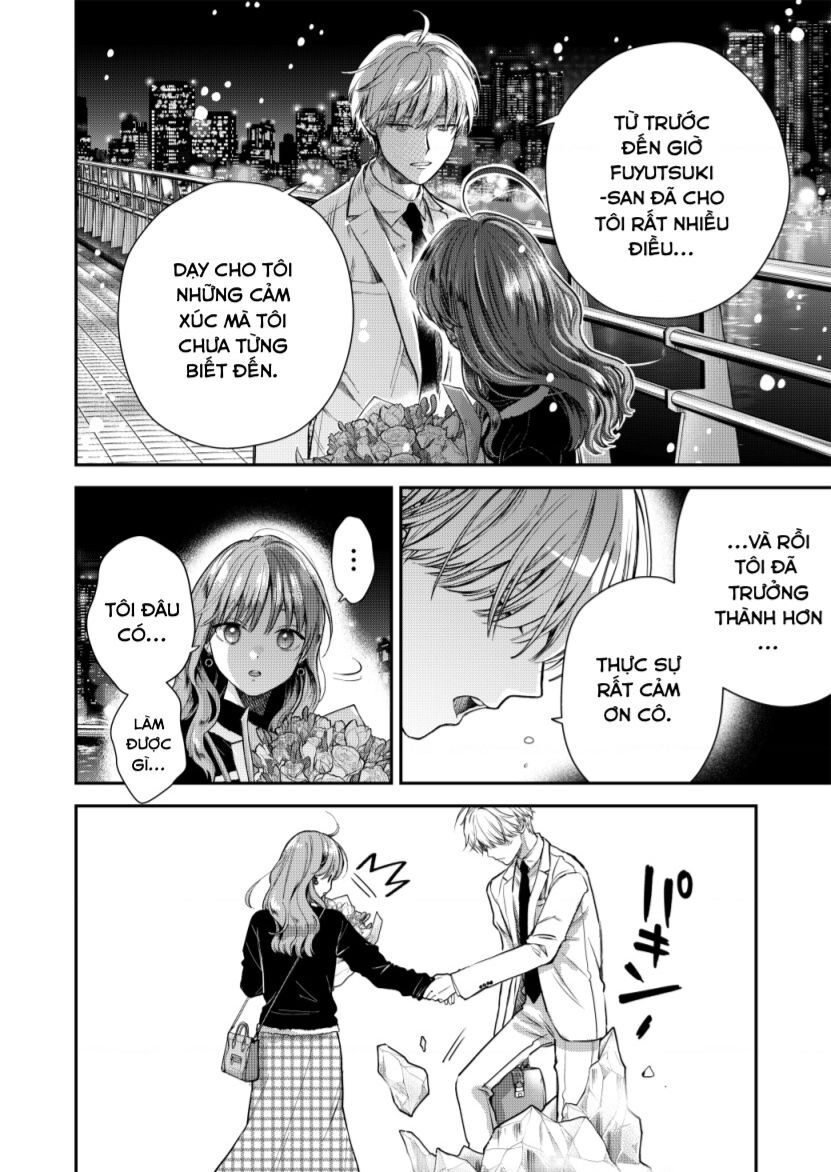 TỪ TRƯỚC
ĐẾN GIỜ
FUYUTSUKI
-SAN ĐÃ CHO
TÔI RẤT NHIỀU
ĐIỀU...
DẠY CHO TÔI
NHỮNG CẢM
XÚC MÀ TÔI
CHƯA TỪNG
BIẾT ĐẾN.
...VÀ RỒI
TÔI ĐÃ
TRƯỞNG
THÀNH HƠN
...
THỰC SỰ
RẤT CẢM
ƠN CÔ.
...
TÔI ĐÂU
CÓ...
LÀM
ĐƯỢC
GÌ...
パキン